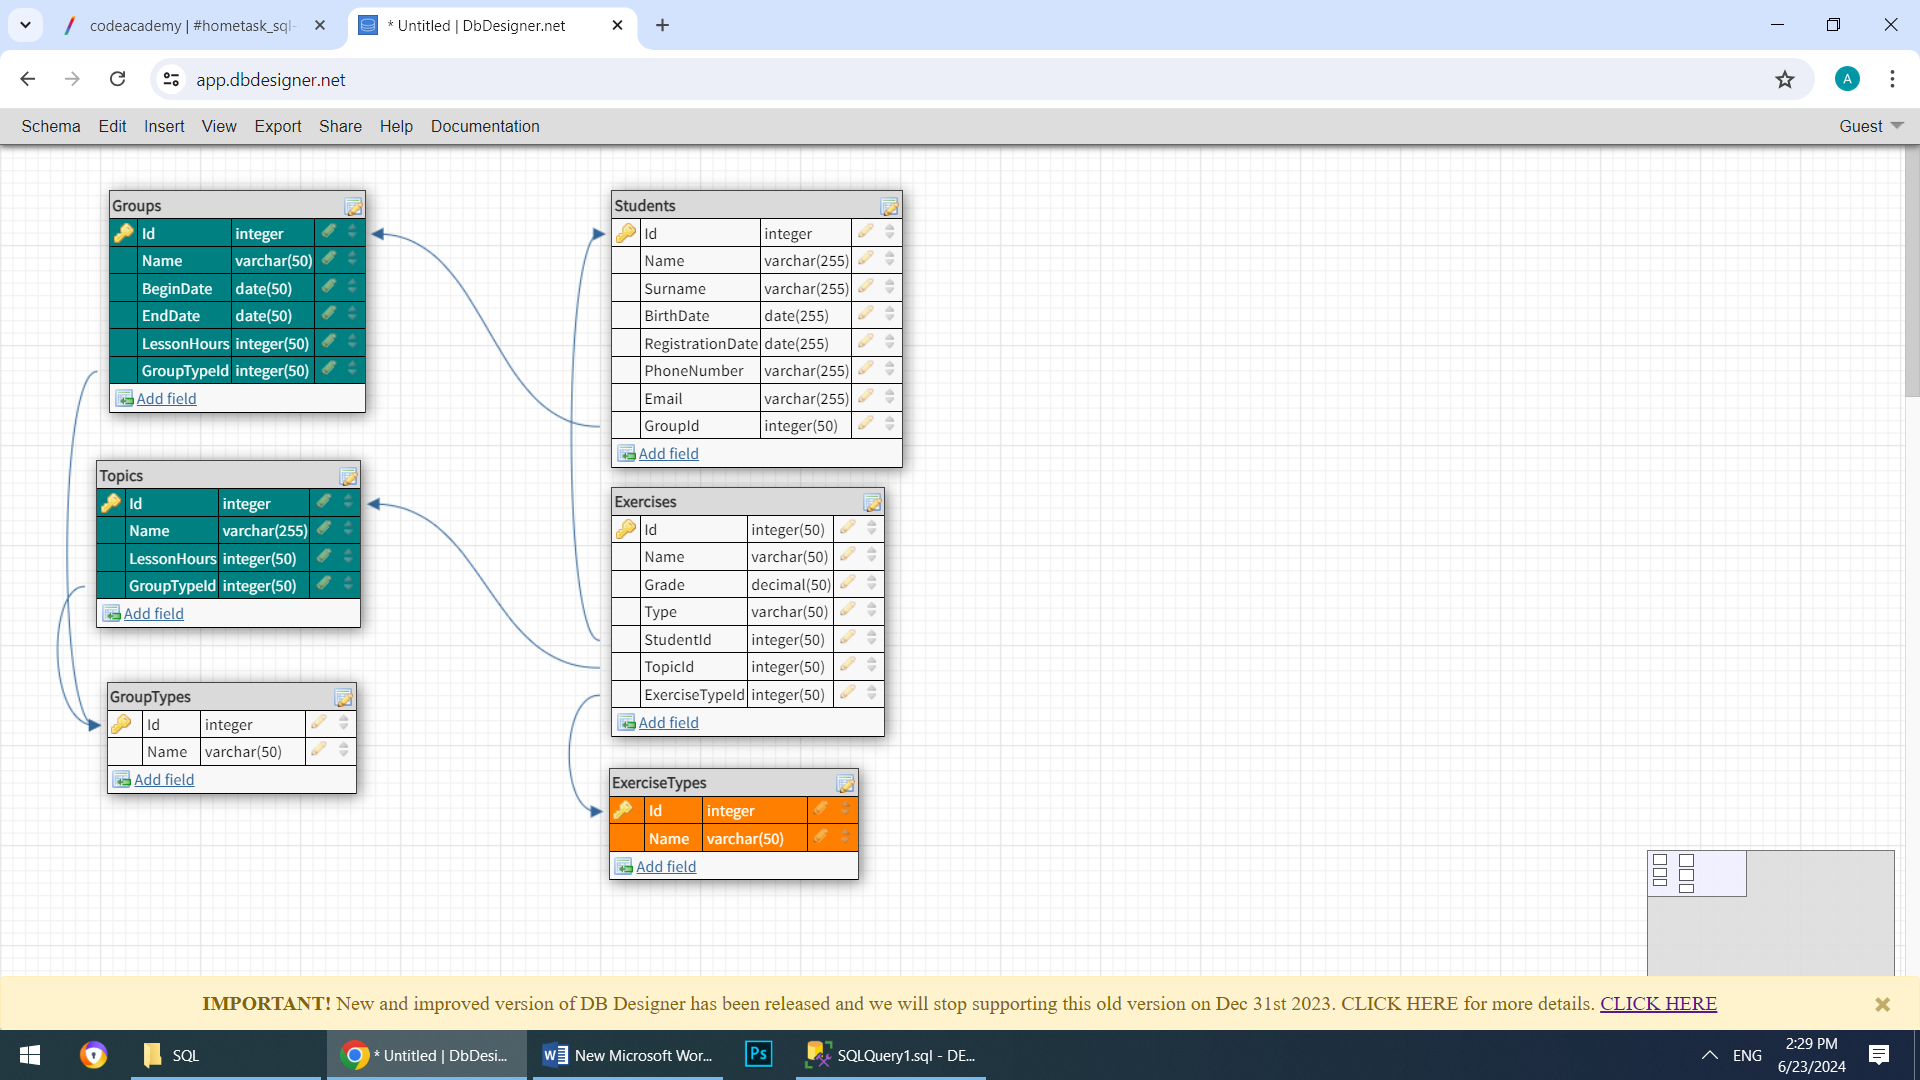 codeacademy | #hometask_sql-
* Untitled | DbDesigner.net
app.dbdesigner.net
A
Schema Edit Insert View Export Share Help Documentation
Guest
Groups
Id integer
Name varchar(50)
BeginDate date(50)
EndDate date(50)
LessonHours integer(50)
GroupTypeId integer(50)
Add field
Students
Id integer
Name varchar(255)
Surname varchar(255)
BirthDate date(255)
RegistrationDate date(255)
PhoneNumber varchar(255)
Email varchar(255)
GroupId integer(50)
Add field
Topics
Id integer
Name varchar(255)
LessonHours integer(50)
GroupTypeId integer(50)
Add field
Exercises
Id integer(50)
Name varchar(50)
Grade decimal(50)
Type varchar(50)
StudentId integer(50)
TopicId integer(50)
ExerciseTypeId integer(50)
Add field
GroupTypes
Id integer
Name varchar(50)
Add field
ExerciseTypes
Id integer
Name varchar(50)
Add field
IMPORTANT! New and improved version of DB Designer has been released and we will stop supporting this old version on Dec 31st 2023. CLICK HERE for more details. CLICK HERE
SQL
* Untitled | DbDesi...
New Microsoft Wor...
Ps
SQLQuery1.sql - DE...
ENG
2:29 PM
6/23/2024